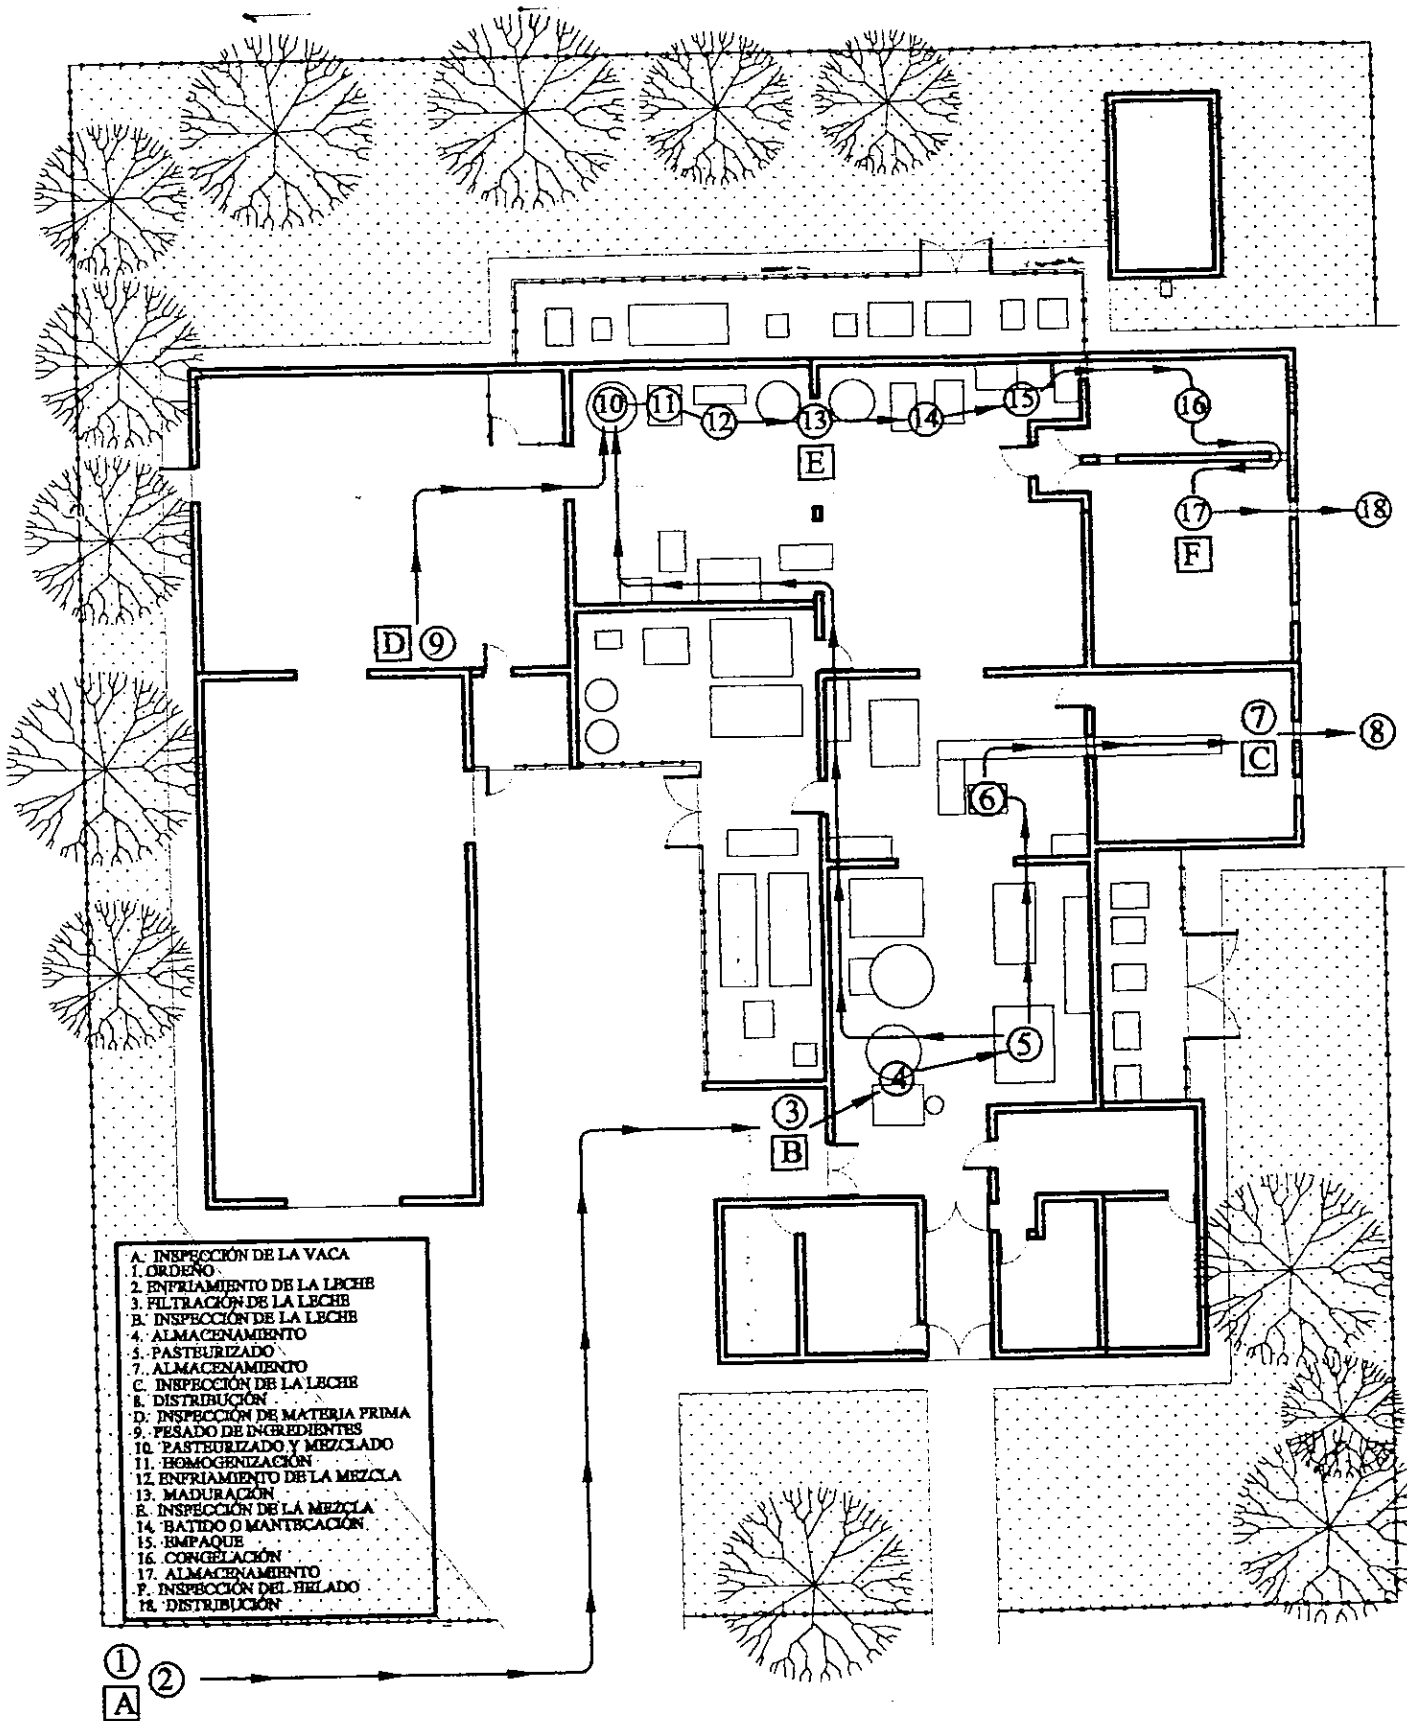 10
11
12
13
14
15
16
E
17
18
F
D
9
7
8
C
6
5
4
3
B
A. INSPECCIÓN DE LA VACA
1. ORDEÑO
2. ENFRIAMIENTO DE LA LECHE
3. FILTRACIÓN DE LA LECHE
B. INSPECCIÓN DE LA LECHE
4. ALMACENAMIENTO
5. PASTEURIZADO
7. ALMACENAMIENTO
C. INSPECCIÓN DE LA LECHE
8. DISTRIBUCIÓN
D. INSPECCIÓN DE MATERIA PRIMA
9. PESADO DE INGREDIENTES
10. PASTEURIZADO Y MEZCLADO
11. HOMOGENIZACIÓN
12. ENFRIAMIENTO DE LA MEZCLA
13. MADURACIÓN
E. INSPECCIÓN DE LA MEZCLA
14. BATIDO O MANTECACIÓN
15. EMPAQUE
16. CONGELACIÓN
17. ALMACENAMIENTO
F. INSPECCIÓN DEL HELADO
18. DISTRIBUCIÓN
1
2
A